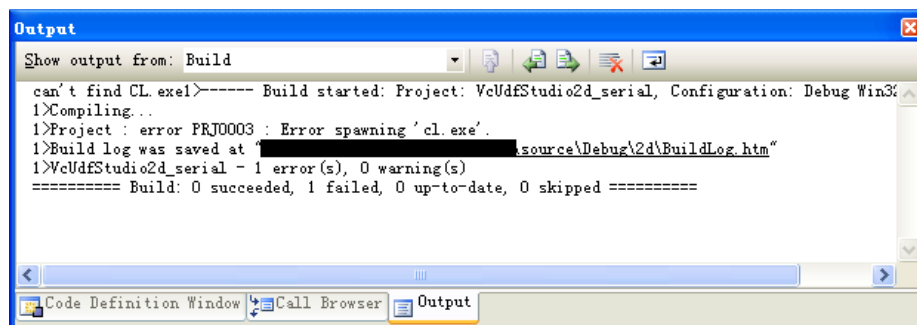 Output
Show output from: Build
can't find CL.exe1>------ Build started: Project: VcUdfStudio2d_serial, Configuration: Debug Win32
1>Compiling...
1>Project : error PRJ0003 : Error spawning 'cl.exe'.
1>Build log was saved at "\source\Debug\2d\BuildLog.htm"
1>VcUdfStudio2d_serial - 1 error(s), 0 warning(s)
========== Build: 0 succeeded, 1 failed, 0 up-to-date, 0 skipped ==========
Code Definition Window Call Browser Output